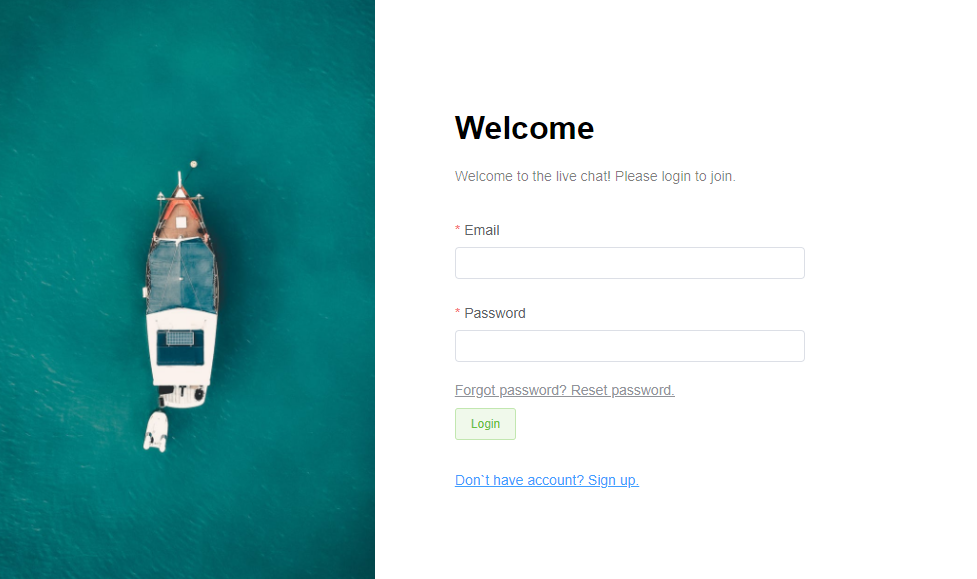 Welcome
Welcome to the live chat! Please login to join.
* Email
* Password
Forgot password? Reset password.
Login
Don`t have account? Sign up.